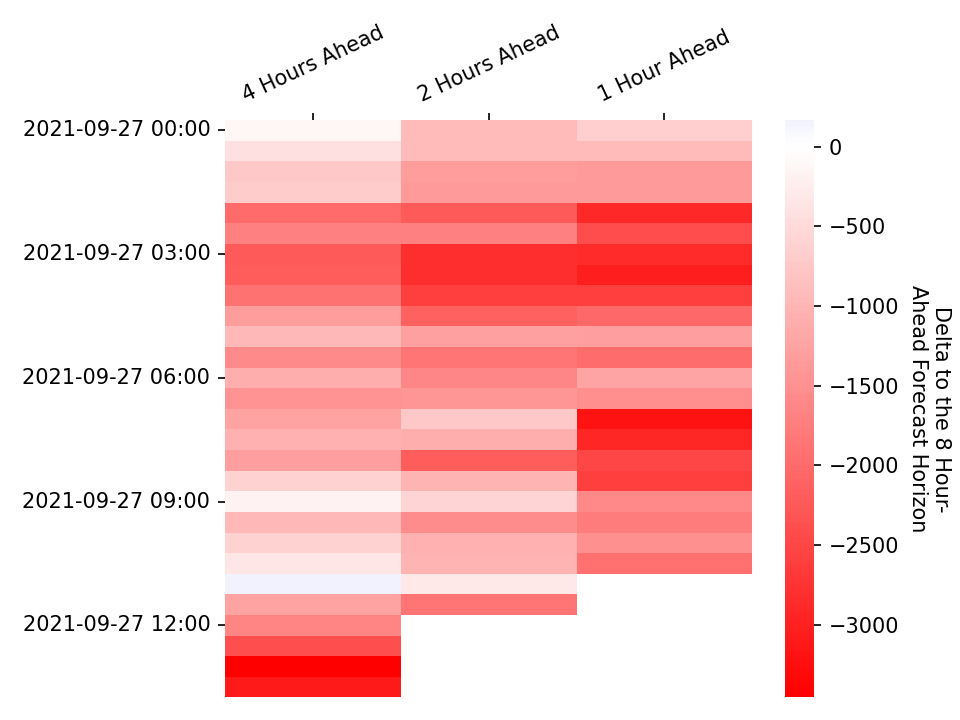 4 Hours Ahead
2 Hours Ahead
1 Hour Ahead
2021-09-27 00:00
2021-09-27 03:00
2021-09-27 06:00
2021-09-27 09:00
2021-09-27 12:00
0
−500
−1000
−1500
−2000
−2500
−3000
Delta to the 8 Hour-
Ahead Forecast Horizon